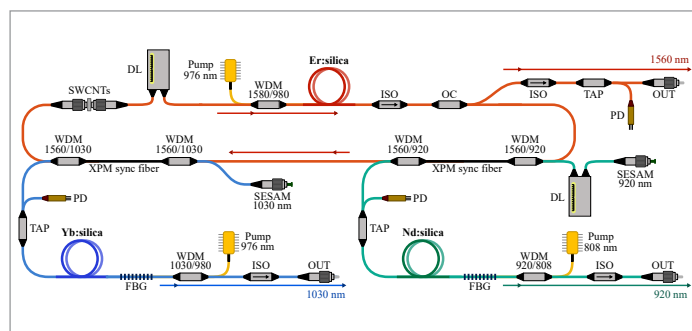 Er:silica
1560 nm
DL
Pump
976 nm
SWCNTs
WDM
1580/980
ISO
OC
ISO
TAP
OUT
PD
WDM
1560/1030
WDM
1560/1030
XPM sync fiber
WDM
1560/920
WDM
1560/920
XPM sync fiber
SESAM
1030 nm
SESAM
920 nm
DL
PD
PD
TAP
TAP
Yb:silica
Pump
976 nm
Nd:silica
Pump
808 nm
FBG
WDM
1030/980
ISO
OUT
1030 nm
FBG
WDM
920/808
ISO
OUT
920 nm